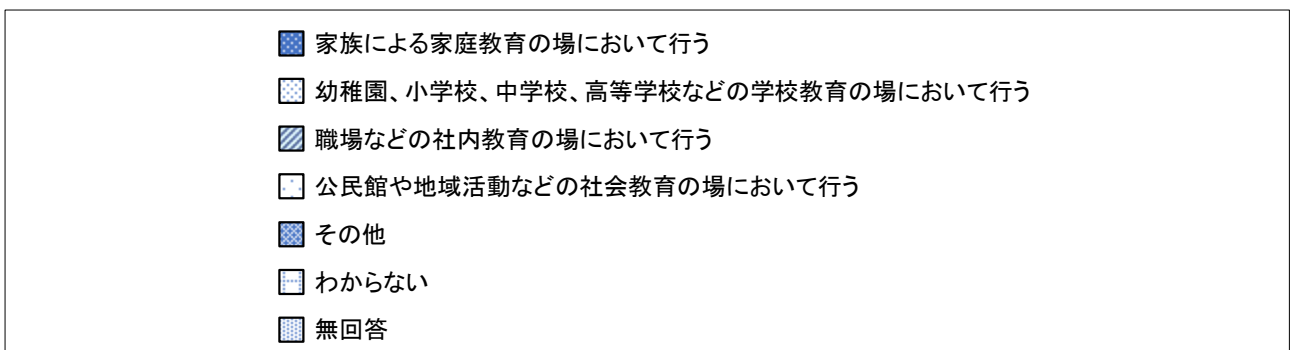 家族による家庭教育の場において行う
幼稚園、小学校、中学校、高等学校などの学校教育の場において行う
職場などの社内教育の場において行う
公民館や地域活動などの社会教育の場において行う
その他
わからない
無回答